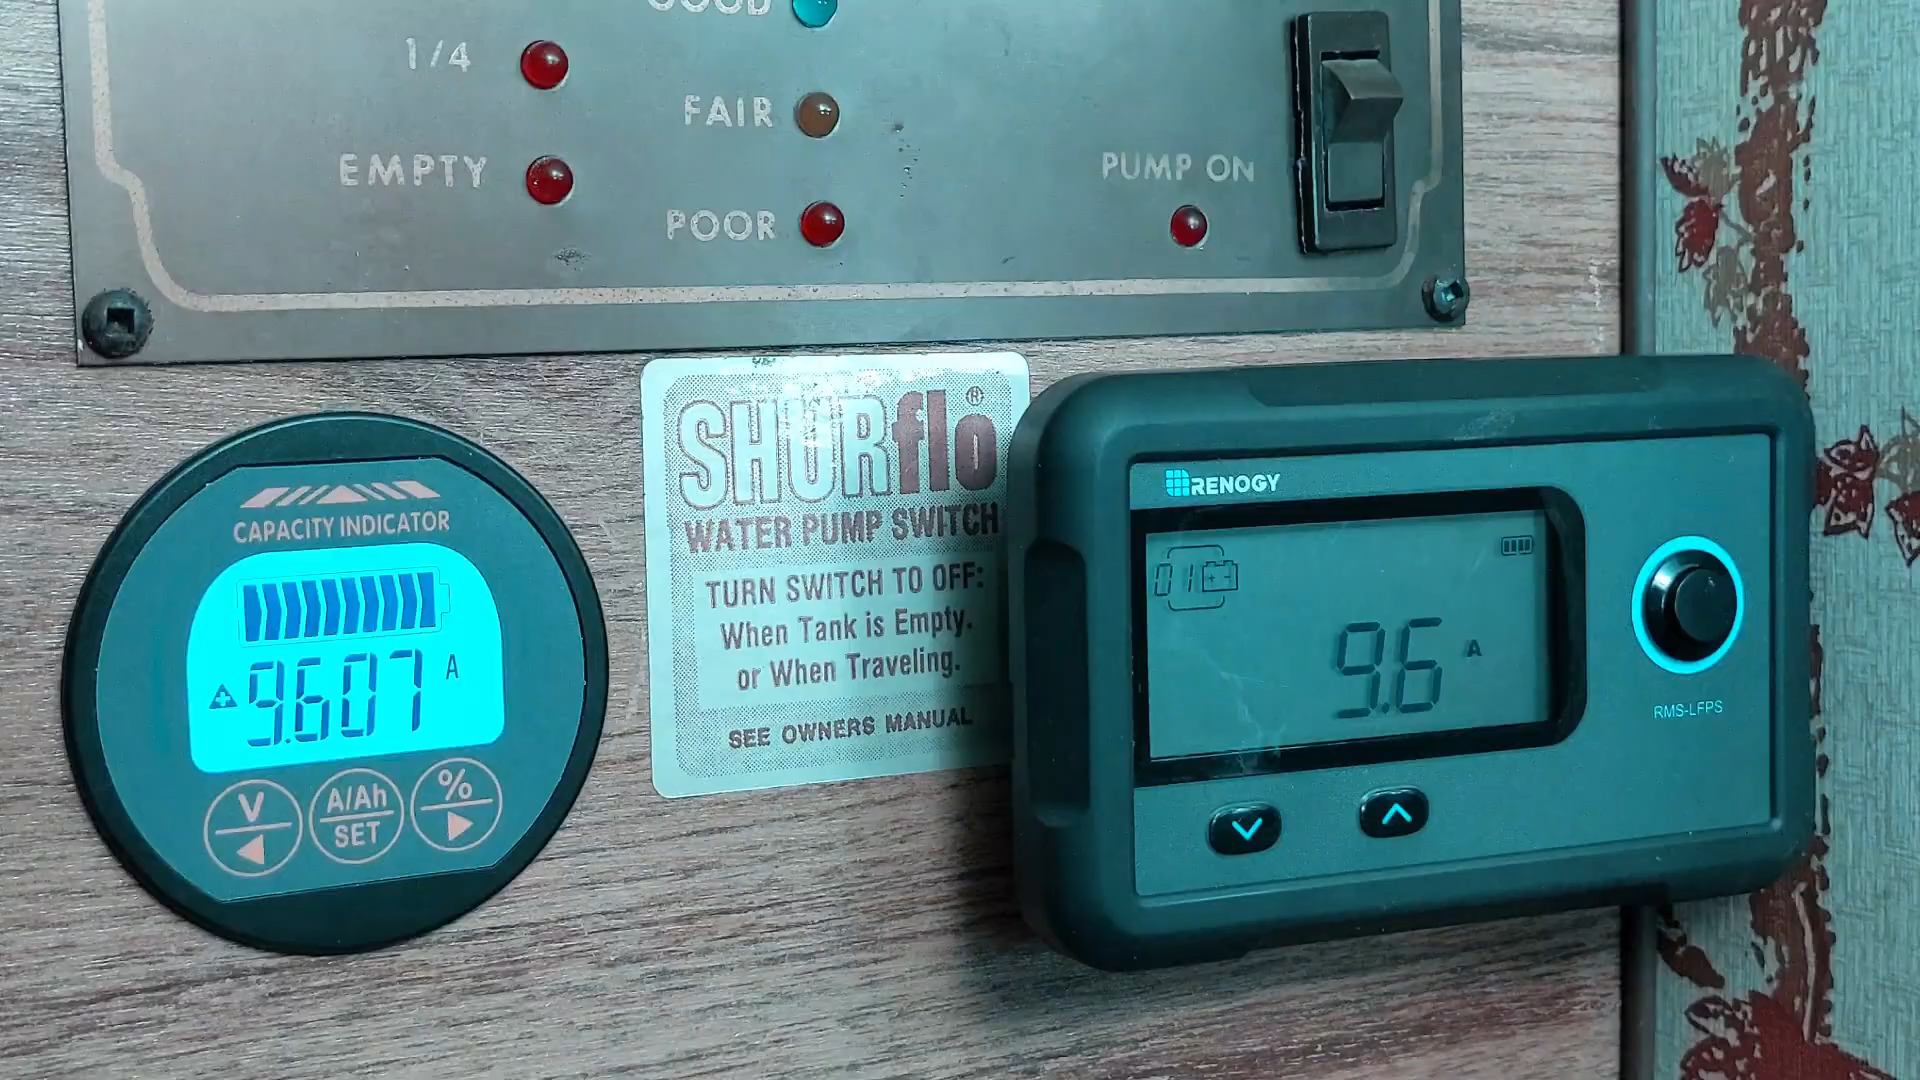 GOOD
1/4
FAIR
EMPTY
POOR
PUMP ON
CAPACITY INDICATOR
9.607 A
V
A/Ah
SET
%
SHURflo®
WATER PUMP SWITCH
TURN SWITCH TO OFF:
When Tank is Empty.
or When Traveling.
SEE OWNERS MANUAL
RENOGY
01
9.6 A
RMS-LFPS